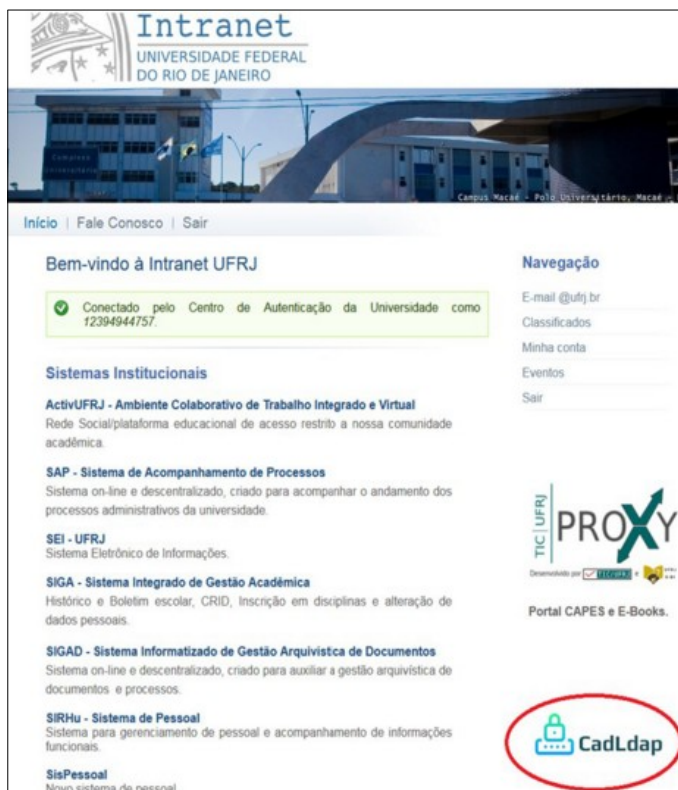 Intranet
UNIVERSIDADE FEDERAL
DO RIO DE JANEIRO
Complexo
Universitário
Campus Macaé - Polo Universitário, Macaé -
Início | Fale Conosco | Sair
Bem-vindo à Intranet UFRJ
Conectado pelo Centro de Autenticação da Universidade como
12394944757.
Sistemas Institucionais
ActivUFRJ - Ambiente Colaborativo de Trabalho Integrado e Virtual
Rede Social/plataforma educacional de acesso restrito a nossa comunidade
acadêmica.
SAP - Sistema de Acompanhamento de Processos
Sistema on-line e descentralizado, criado para acompanhar o andamento dos
processos administrativos da universidade.
SEI - UFRJ
Sistema Eletrônico de Informações.
SIGA - Sistema Integrado de Gestão Acadêmica
Histórico e Boletim escolar, CRID, Inscrição em disciplinas e alteração de
dados pessoais.
SIGAD - Sistema Informatizado de Gestão Arquivística de Documentos
Sistema on-line e descentralizado, criado para auxiliar a gestão arquivística de
documentos e processos.
SIRHu - Sistema de Pessoal
Sistema para gerenciamento de pessoal e acompanhamento de informações
funcionais.
SisPessoal
Novo sistema de pessoal
Navegação
E-mail @ufrj.br
Classificados
Minha conta
Eventos
Sair
TIC | UFRJ
PROXY
Desenvolvido por TIC/UFRJ e
Portal CAPES e E-Books.
CadLdap